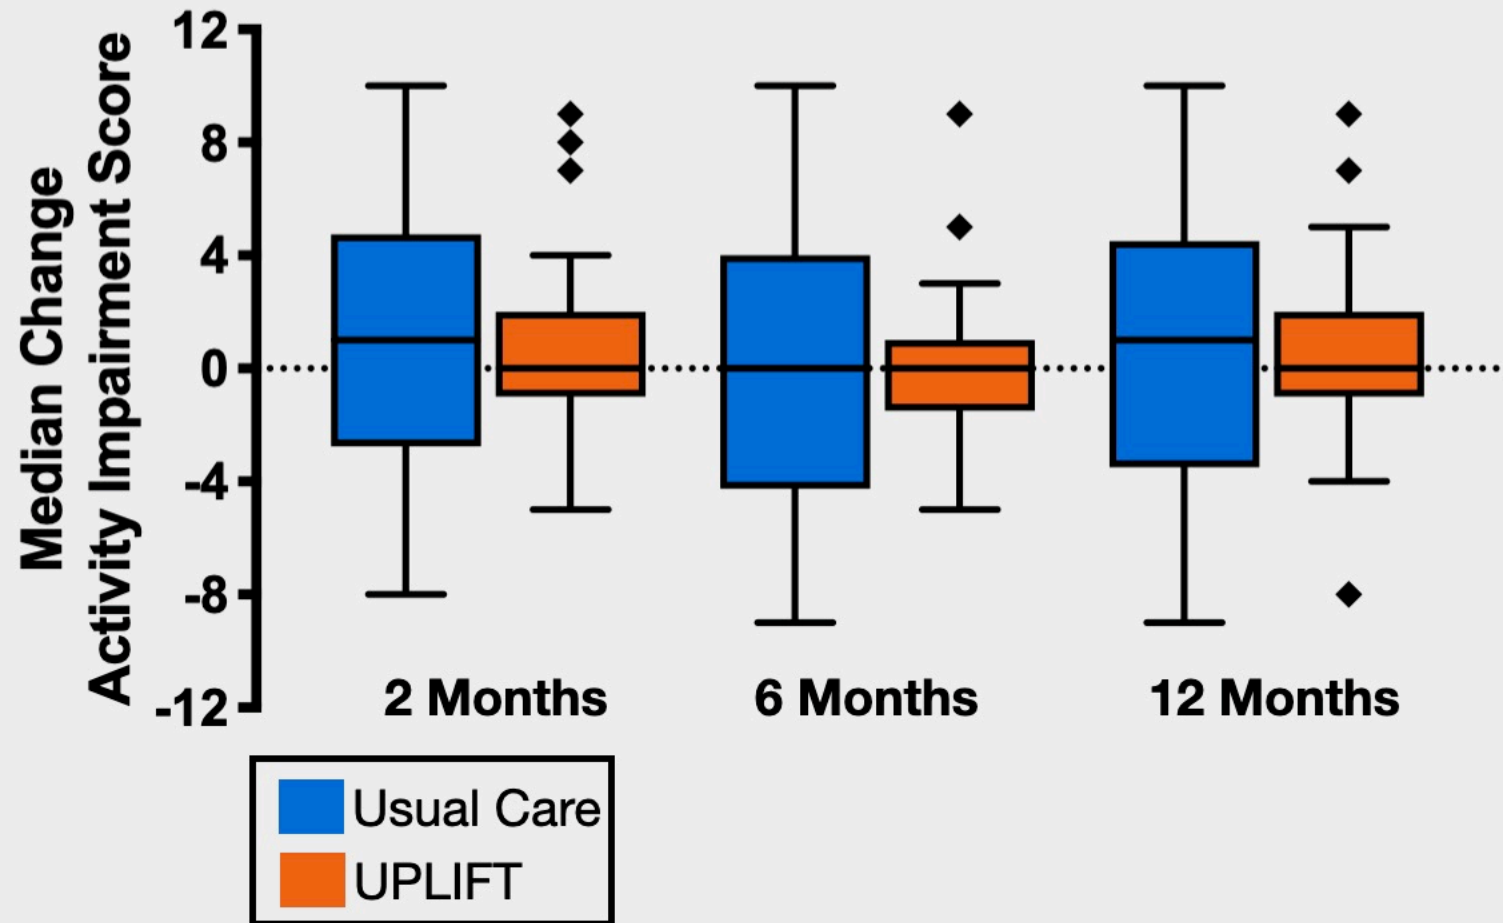 Median Change
Activity Impairment Score
12
8
4
0
-4
-8
-12
2 Months
6 Months
12 Months
Usual Care
UPLIFT